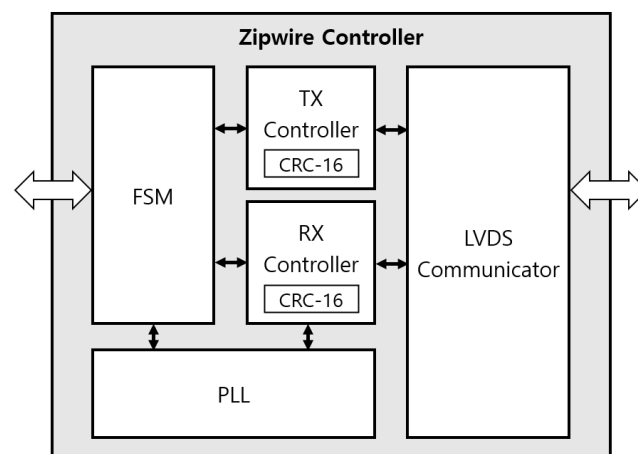 Zipwire Controller
FSM
TX
Controller
CRC-16
RX
Controller
CRC-16
LVDS
Communicator
PLL